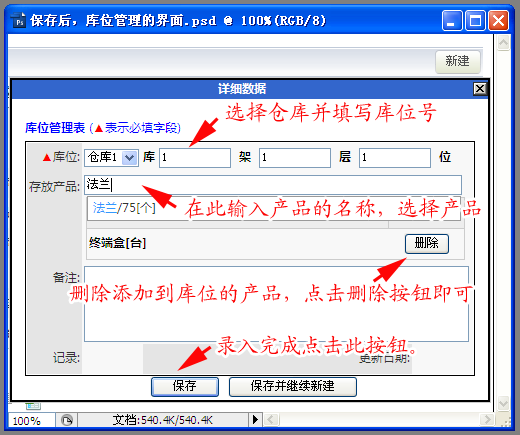 保存后，库位管理的界面.psd @ 100%(RGB/8)
新建
详细数据
选择仓库并填写库位号
库位管理表 (▲表示必填字段)
▲库位: 仓库1 库 1 架 1 层 1 位
存放产品: 法兰
法兰/75[个]
在此输入产品的名称，选择产品
终端盒[台] 删除
备注:
删除添加到库位的产品，点击删除按钮即可
录入完成点击此按钮。
记录: 更新日期:
保存 保存并继续新建
100% 文档:540.4K/540.4K